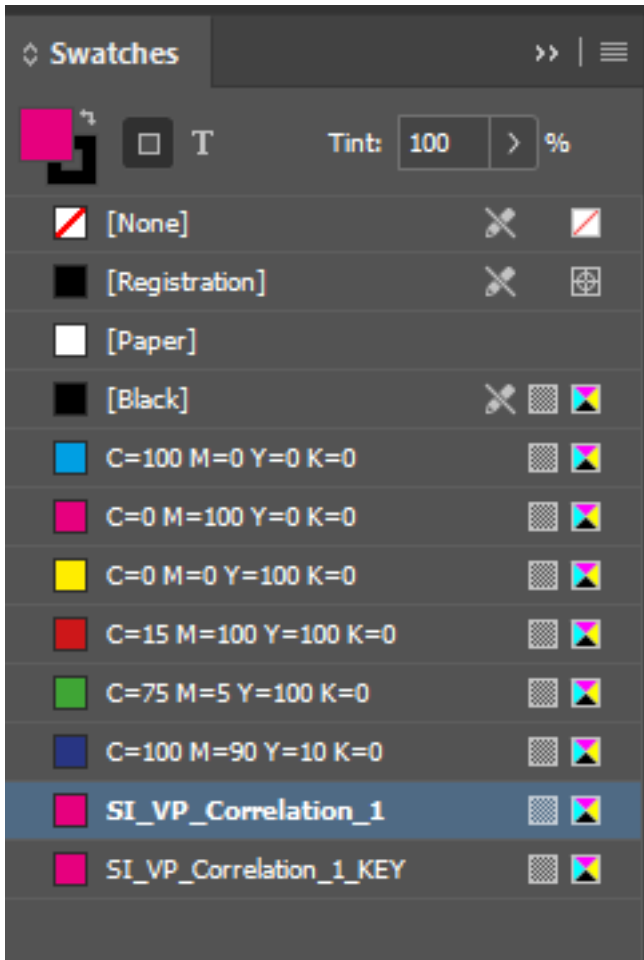 Swatches
T Tint: 100 %
[None]
[Registration]
[Paper]
[Black]
C=100 M=0 Y=0 K=0
C=0 M=100 Y=0 K=0
C=0 M=0 Y=100 K=0
C=15 M=100 Y=100 K=0
C=75 M=5 Y=100 K=0
C=100 M=90 Y=10 K=0
SI_VP_Correlation_1
SI_VP_Correlation_1_KEY